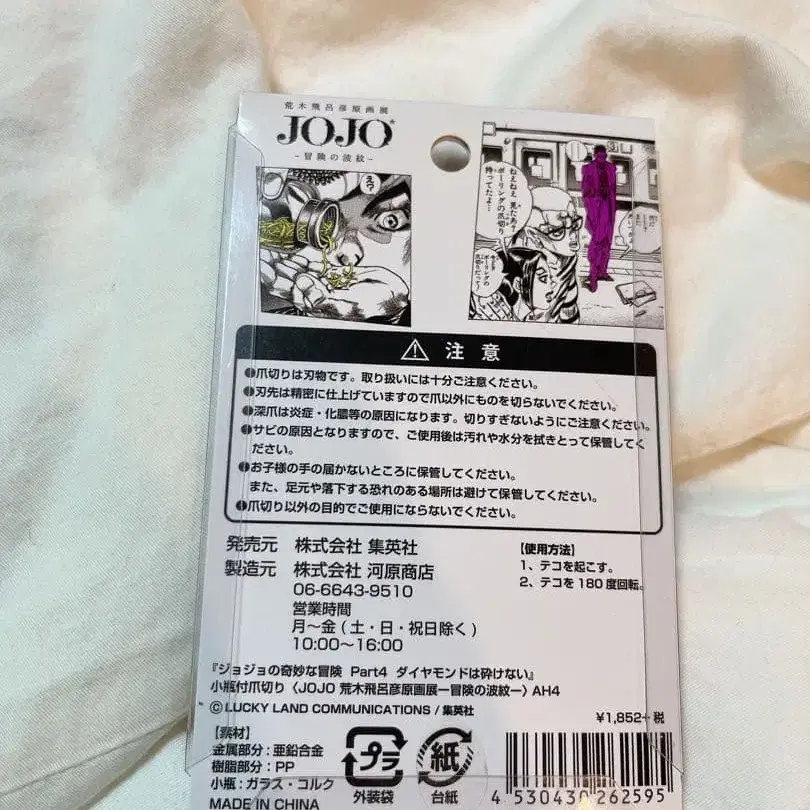 荒木飛呂彦原画展
JOJO
-冒険の波紋-
ねぇねぇ 見たあ?
ボーリングの爪切り
持ってたよ…
⚠ 注意
●爪切りは刃物です。取り扱いには十分ご注意ください。
●刃先は精密に仕上げていますので爪以外にものを切らないでください。
●深爪は炎症・化膿等の原因になります。切りすぎないようにご注意ください。
●サビの原因となりますので、ご使用後は汚れや水分を拭きとって保管してく
ださい。
●お子様の手の届かないところに保管してください。
また、足元や落下する恐れのある場所は避けて保管してください。
●爪切り以外の目的でご使用にならないでください。
発売元 株式会社 集英社
製造元 株式会社 河原商店
06-6643-9510
営業時間
月~金(土・日・祝日除く)
10:00~16:00
【使用方法】
1、テコを起こす。
2、テコを180度回転。
『ジョジョの奇妙な冒険 Part4 ダイヤモンドは砕けない』
小瓶付爪切り〈JOJO 荒木飛呂彦原画展ー冒険の波紋ー〉AH4
©LUCKY LAND COMMUNICATIONS / 集英社
¥1,852+税
【素材】
金属部分:亜鉛合金
樹脂部分:PP
小瓶:ガラス・コルク
MADE IN CHINA
プラ
外装袋
紙
台紙
4 530430 262595